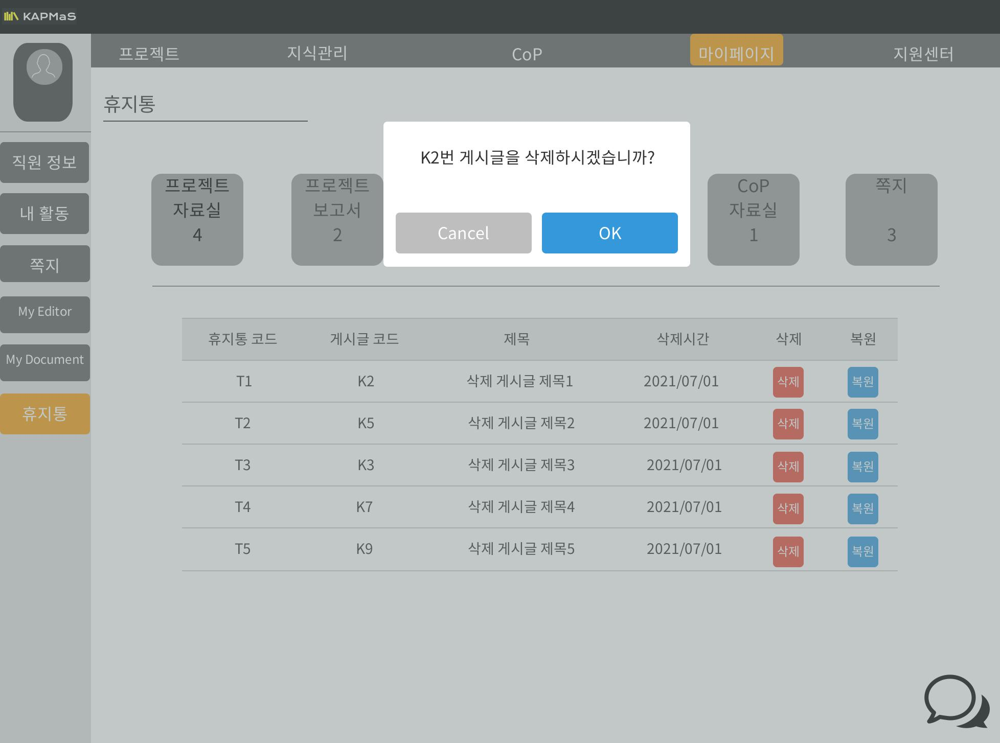 KAPMaS
프로젝트
지식관리
CoP
마이페이지
지원센터
직원 정보
내 활동
쪽지
My Editor
My Document
휴지통
휴지통
K2번 게시글을 삭제하시겠습니까?
Cancel
OK
프로젝트
자료실
4
프로젝트
보고서
2
CoP
자료실
1
쪽지
3
휴지통 코드 게시글 코드 제목 삭제시간 삭제 복원
T1 K2 삭제 게시글 제목1 2021/07/01 삭제 복원
T2 K5 삭제 게시글 제목2 2021/07/01 삭제 복원
T3 K3 삭제 게시글 제목3 2021/07/01 삭제 복원
T4 K7 삭제 게시글 제목4 2021/07/01 삭제 복원
T5 K9 삭제 게시글 제목5 2021/07/01 삭제 복원